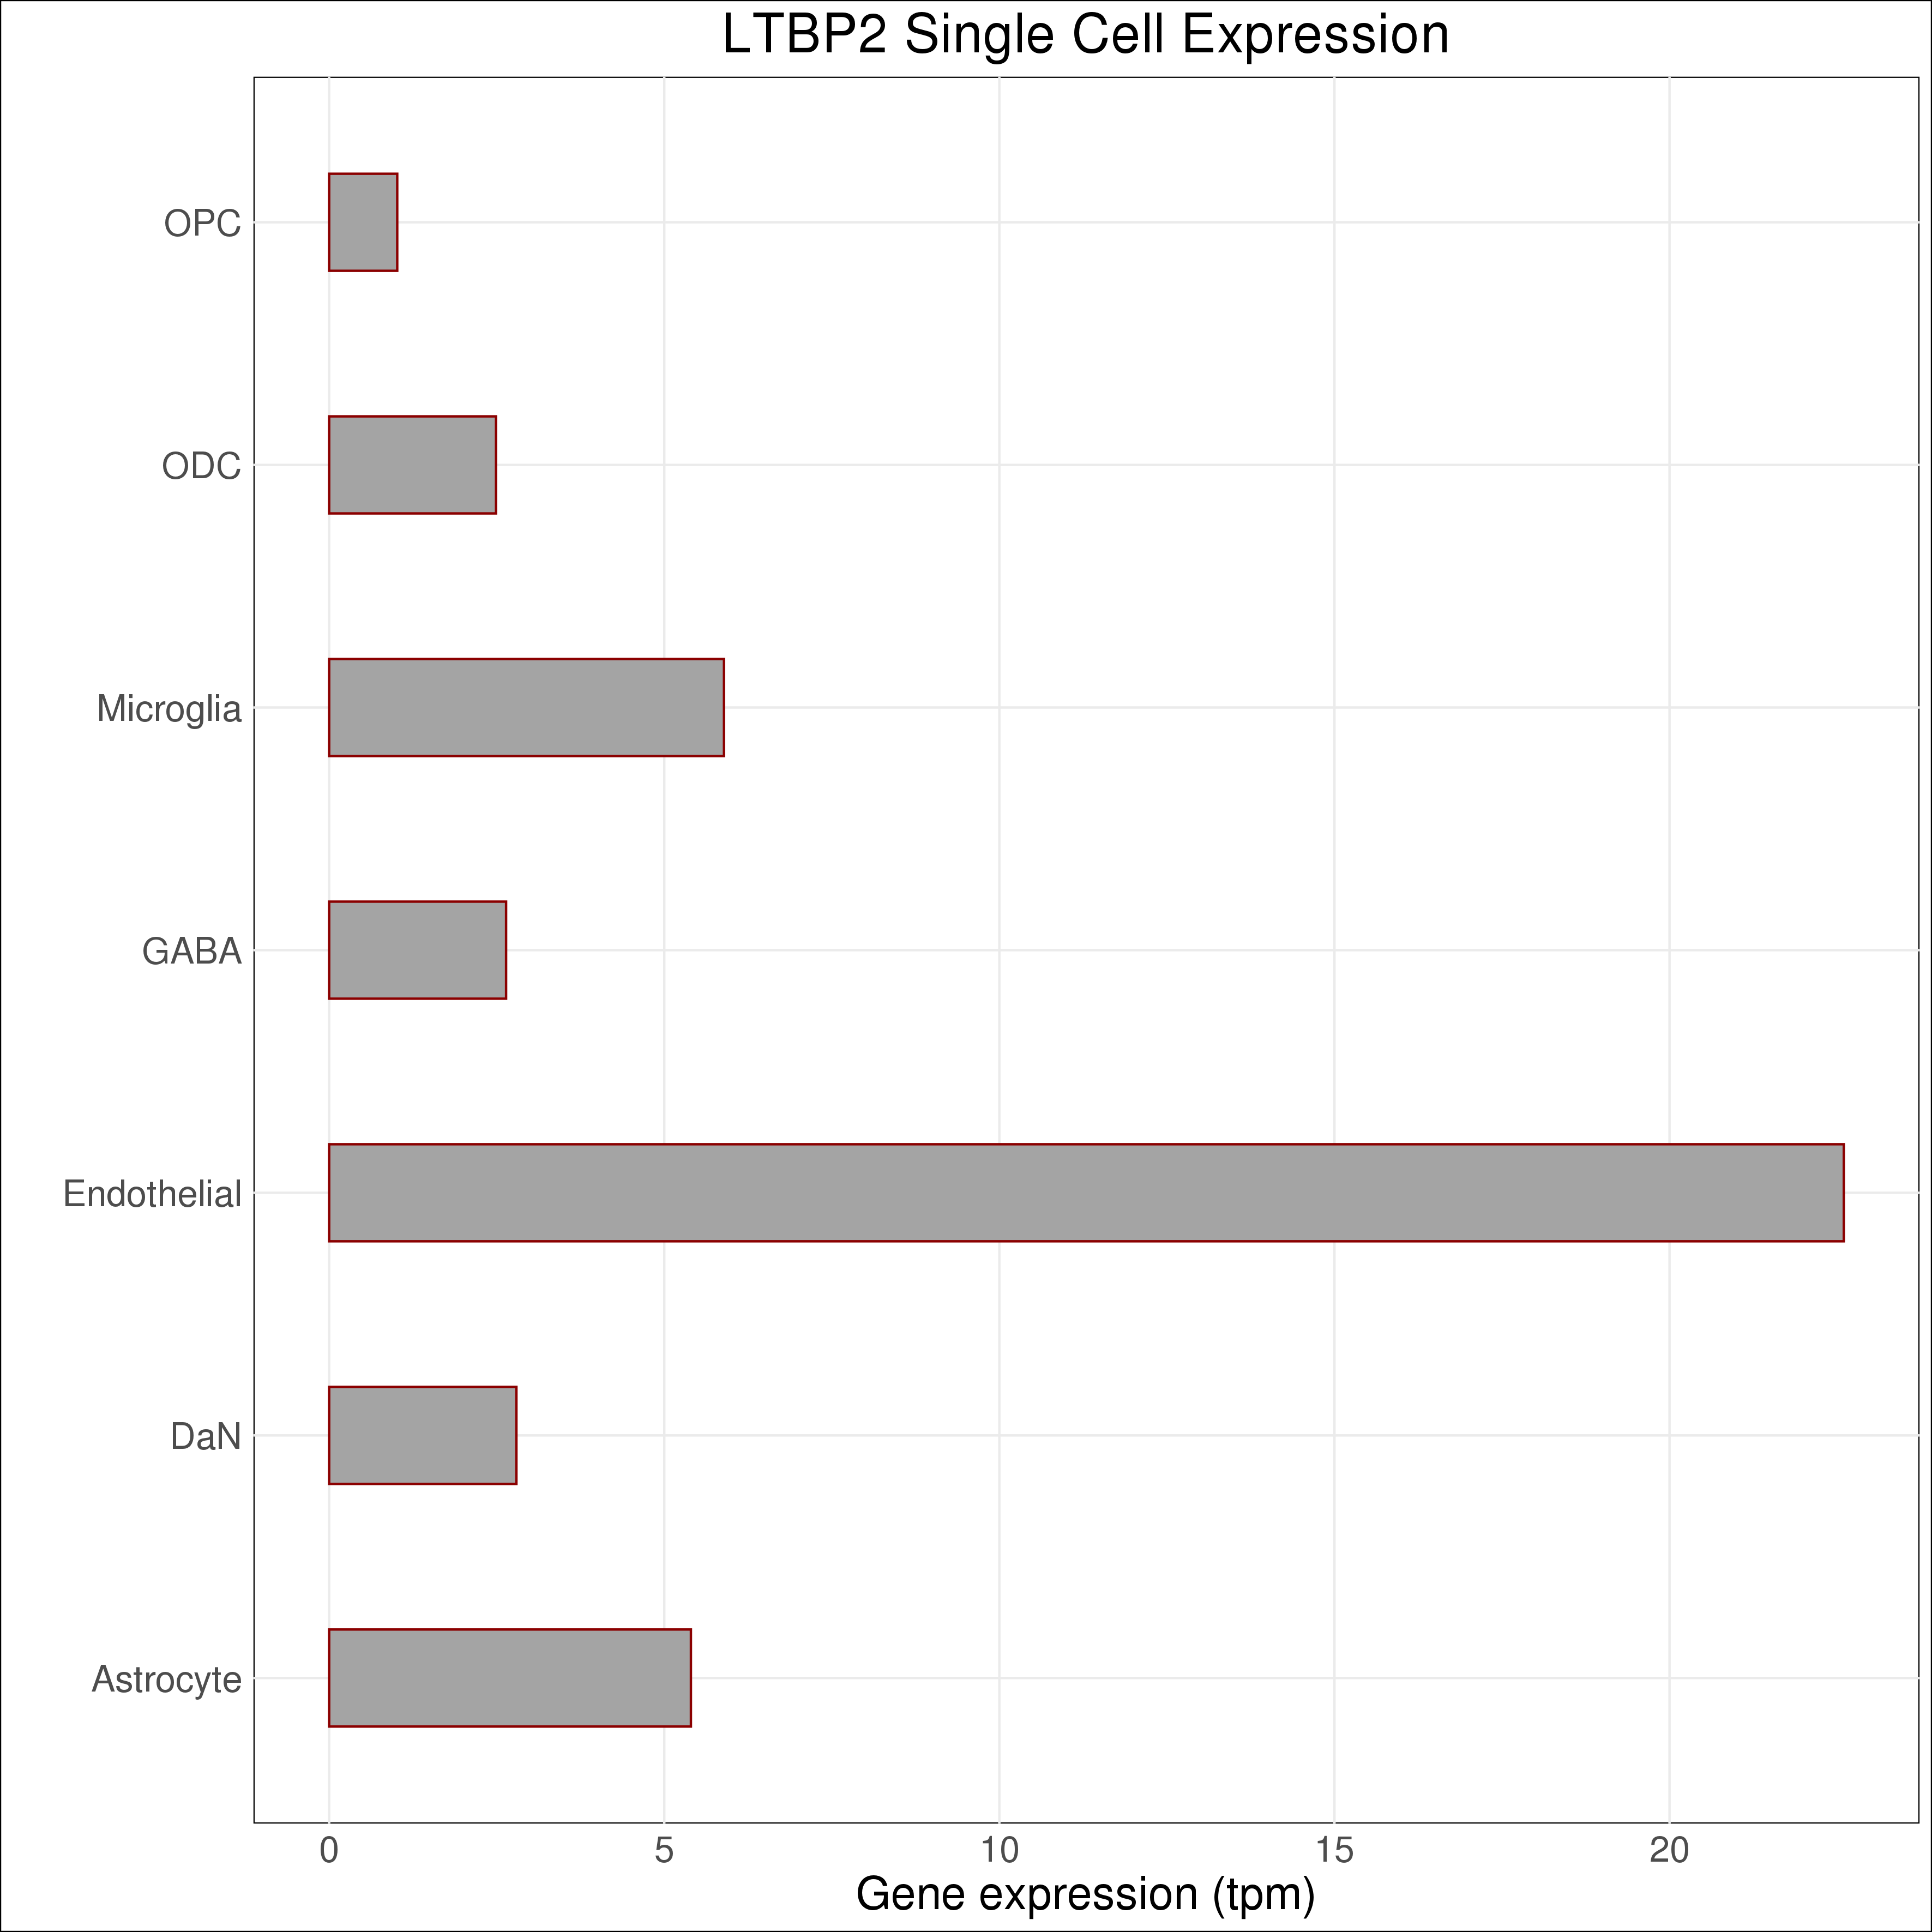 LTBP2 Single Cell Expression
OPC
ODC
Microglia
GABA
Endothelial
DaN
Astrocyte
0 5 10 15 20
Gene expression (tpm)